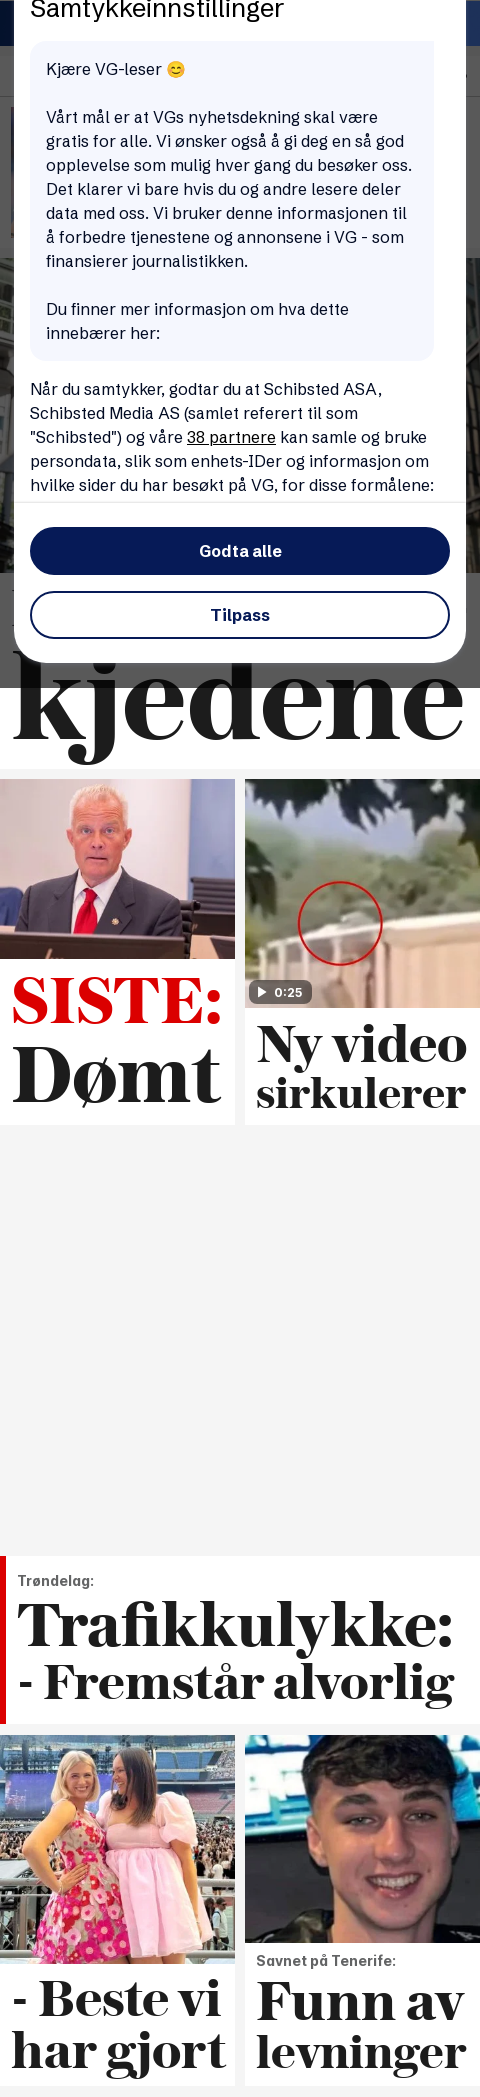 Samtykkeinnstillinger
Kjære VG-leser 😊
Vårt mål er at VGs nyhetsdekning skal være
gratis for alle. Vi ønsker også å gi deg en så god
opplevelse som mulig hver gang du besøker oss.
Det klarer vi bare hvis du og andre lesere deler
data med oss. Vi bruker denne informasjonen til
å forbedre tjenestene og annonsene i VG - som
finansierer journalistikken.
Du finner mer informasjon om hva dette
innebærer her:
Når du samtykker, godtar du at Schibsted ASA,
Schibsted Media AS (samlet referert til som
"Schibsted") og våre 38 partnere kan samle og bruke
persondata, slik som enhets-IDer og informasjon om
hvilke sider du har besøkt på VG, for disse formålene:
Godta alle
Tilpass
kjedene
SISTE:
Dømt
0:25
Ny video
sirkulerer
Trøndelag:
Trafikkulykke:
- Fremstår alvorlig
- Beste vi
har gjort
Savnet på Tenerife:
Funn av
levninger